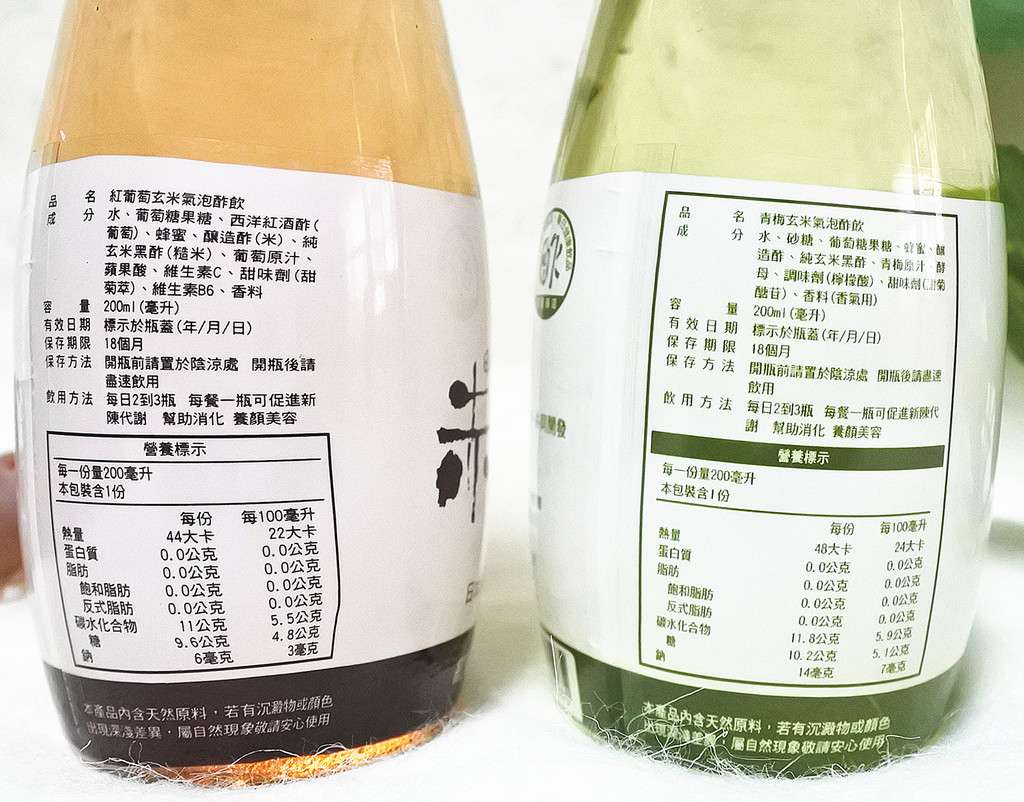 品名 紅葡萄玄米氣泡酢飲
成分 水、葡萄糖果糖、西洋紅酒酢(
葡萄)、蜂蜜、釀造酢(米)、純
玄米黑酢(糙米)、葡萄原汁、
蘋果酸、維生素C、甜味劑(甜
菊萃)、維生素B6、香料
容量 200ml(毫升)
有效日期 標示於瓶蓋(年/月/日)
保存期限 18個月
保存方法 開瓶前請置於陰涼處 開瓶後請
盡速飲用
飲用方法 每日2到3瓶 每餐一瓶可促進新
陳代謝 幫助消化 養顏美容
營養標示
每一份量200毫升
本包裝含1份
每份 每100毫升
熱量 44大卡 22大卡
蛋白質 0.0公克 0.0公克
脂肪 0.0公克 0.0公克
飽和脂肪 0.0公克 0.0公克
反式脂肪 0.0公克 0.0公克
碳水化合物 11公克 5.5公克
糖 9.6公克 4.8公克
鈉 6毫克 3毫克
本產品內含天然原料，若有沉澱物或顏色
出現深淺差異，屬自然現象敬請安心使用
品名 青梅玄米氣泡酢飲
成分 水、砂糖、葡萄糖果糖、蜂蜜、釀
造酢、純玄米黑酢、青梅原汁、酵
母、調味劑(檸檬酸)、甜味劑(甜菊
醣苷)、香料(香氣用)
容量 200ml(毫升)
有效日期 標示於瓶蓋(年/月/日)
保存期限 18個月
保存方法 開瓶前請置於陰涼處 開瓶後請盡速
飲用
飲用方法 每日2到3瓶 每餐一瓶可促進新陳代
謝 幫助消化 養顏美容
營養標示
每一份量200毫升
本包裝含1份
每份 每100毫升
熱量 48大卡 24大卡
蛋白質 0.0公克 0.0公克
脂肪 0.0公克 0.0公克
飽和脂肪 0.0公克 0.0公克
反式脂肪 0.0公克 0.0公克
碳水化合物 11.8公克 5.9公克
糖 10.2公克 5.1公克
鈉 14毫克 7毫克
本產品內含天然原料，若有沉澱物或顏色
出現深淺差異，屬自然現象敬請安心使用